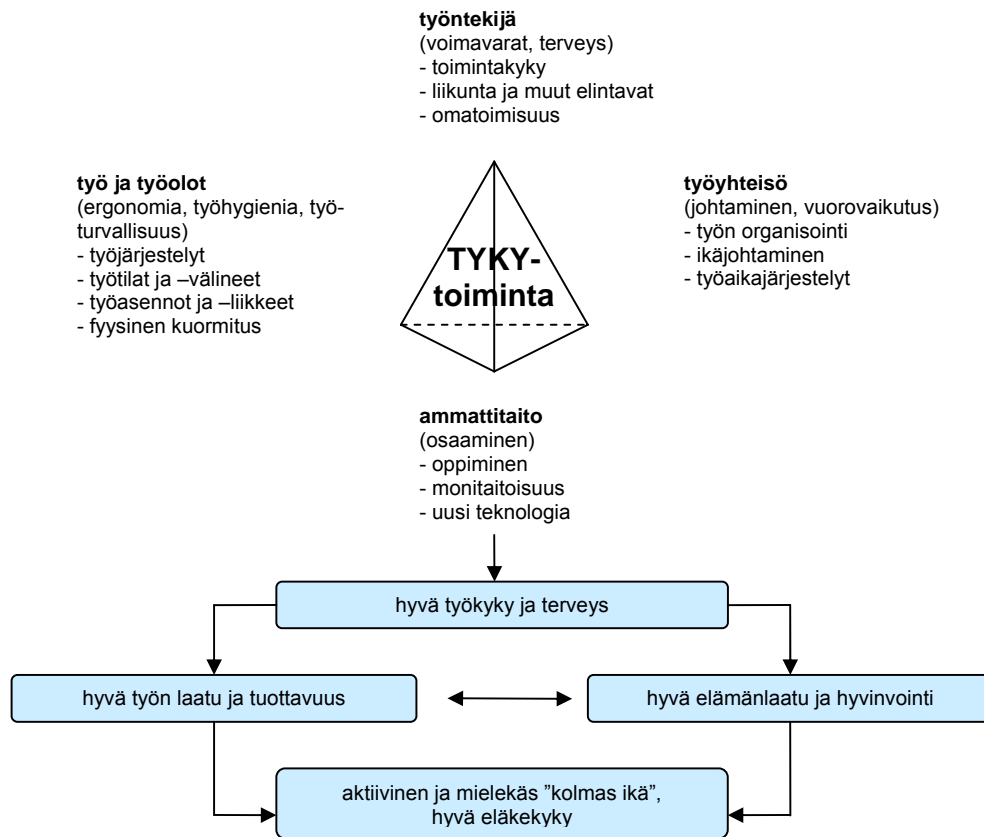 työntekijä
(voimavarat, terveys)
- toimintakyky
- liikunta ja muut elintavat
- omatoimisuus
työ ja työolot
(ergonomia, työhygienia, työ-
turvallisuus)
- työjärjestelyt
- työtilat ja –välineet
- työasennot ja –liikkeet
- fyysinen kuormitus
TYKY-
toiminta
työyhteisö
(johtaminen, vuorovaikutus)
- työn organisointi
- ikäjohtaminen
- työaikajärjestelyt
ammattitaito
(osaaminen)
- oppiminen
- monitaitoisuus
- uusi teknologia
hyvä työkyky ja terveys
hyvä työn laatu ja tuottavuus
hyvä elämänlaatu ja hyvinvointi
aktiivinen ja mielekäs ”kolmas ikä”,
hyvä eläkekyky